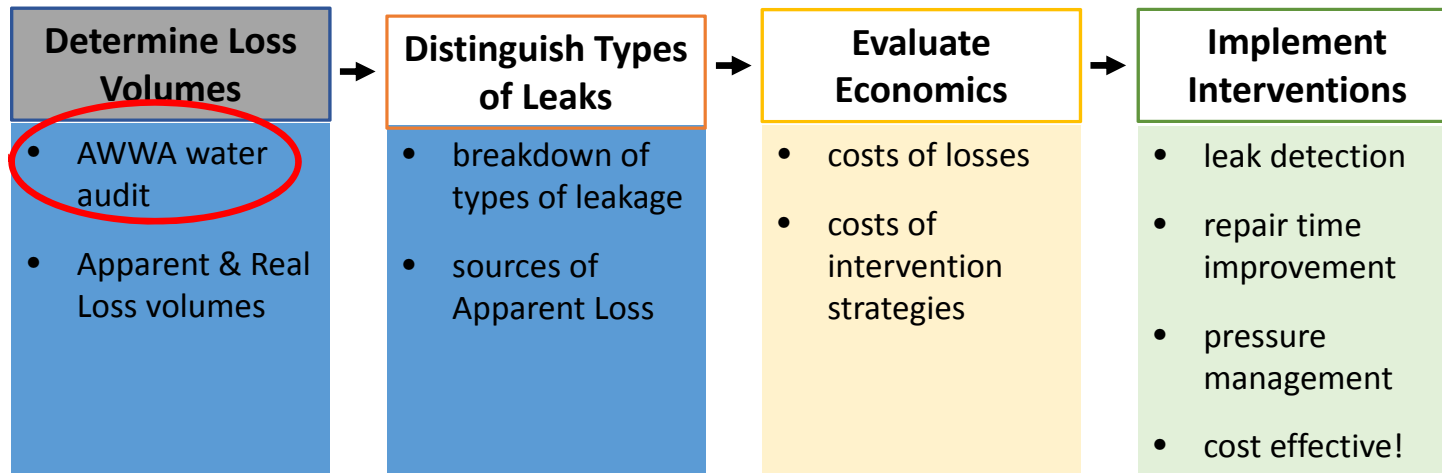 Determine Loss
Volumes
• AWWA water
audit
• Apparent & Real
Loss volumes
Distinguish Types
of Leaks
• breakdown of
types of leakage
• sources of
Apparent Loss
Evaluate
Economics
• costs of losses
• costs of
intervention
strategies
Implement
Interventions
• leak detection
• repair time
improvement
• pressure
management
• cost effective!